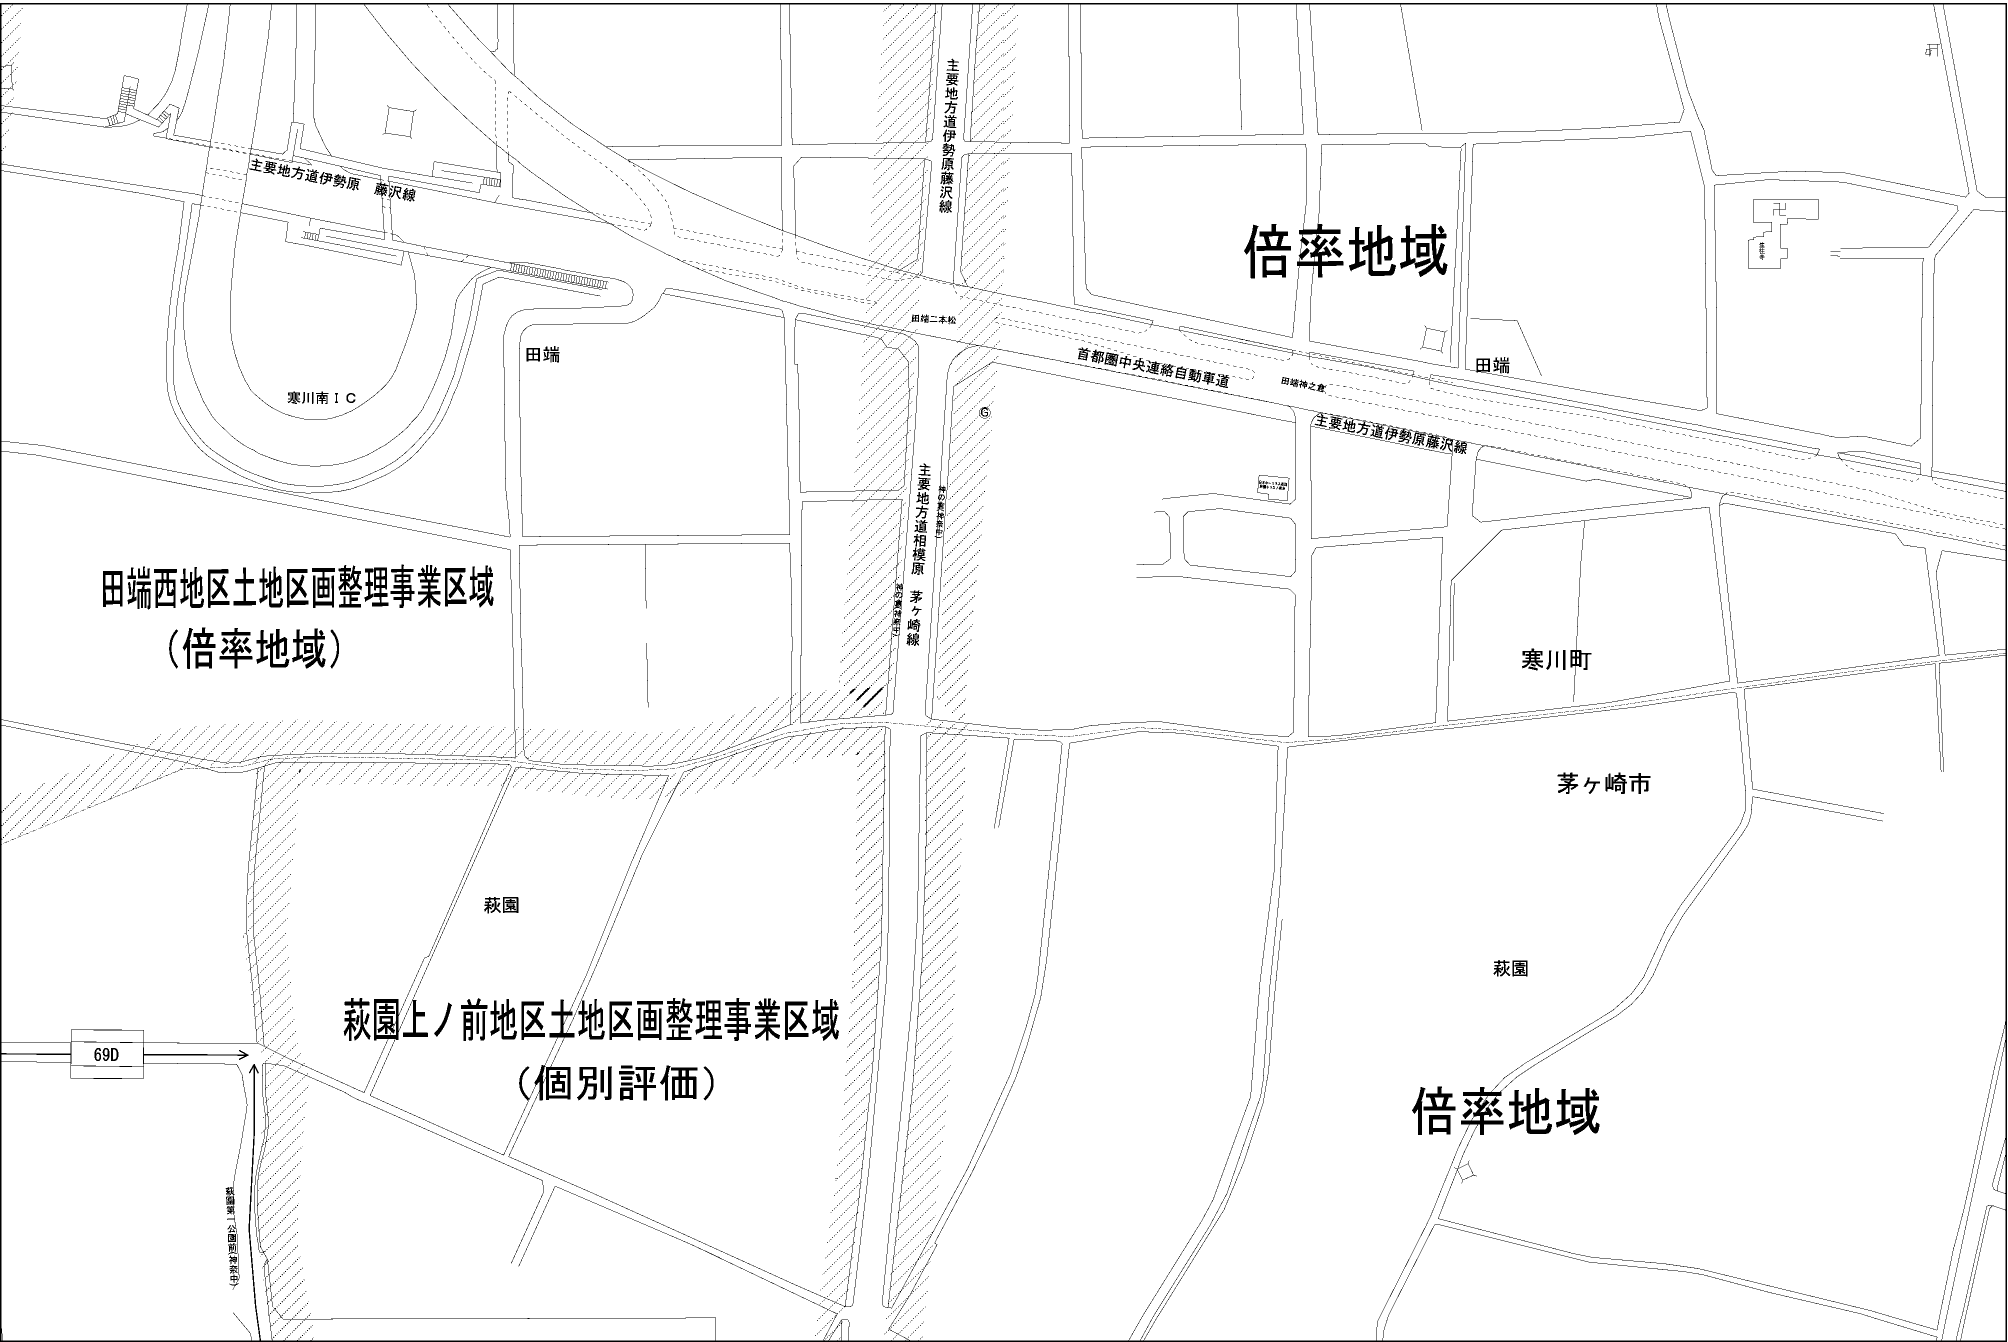 主要地方道伊勢原藤沢線
主要地方道伊勢原　藤沢線
倍率地域
田端二本松
田端
首都圏中央連絡自動車道
田端神之倉
田端
寒川南ＩＣ
Ｇ
主要地方道伊勢原藤沢線
主要地方道相模原　茅ヶ崎線
田端西地区土地区画整理事業区域
（倍率地域）
寒川町
茅ヶ崎市
萩園
萩園
萩園上ノ前地区土地区画整理事業区域
（個別評価）
69D
倍率地域